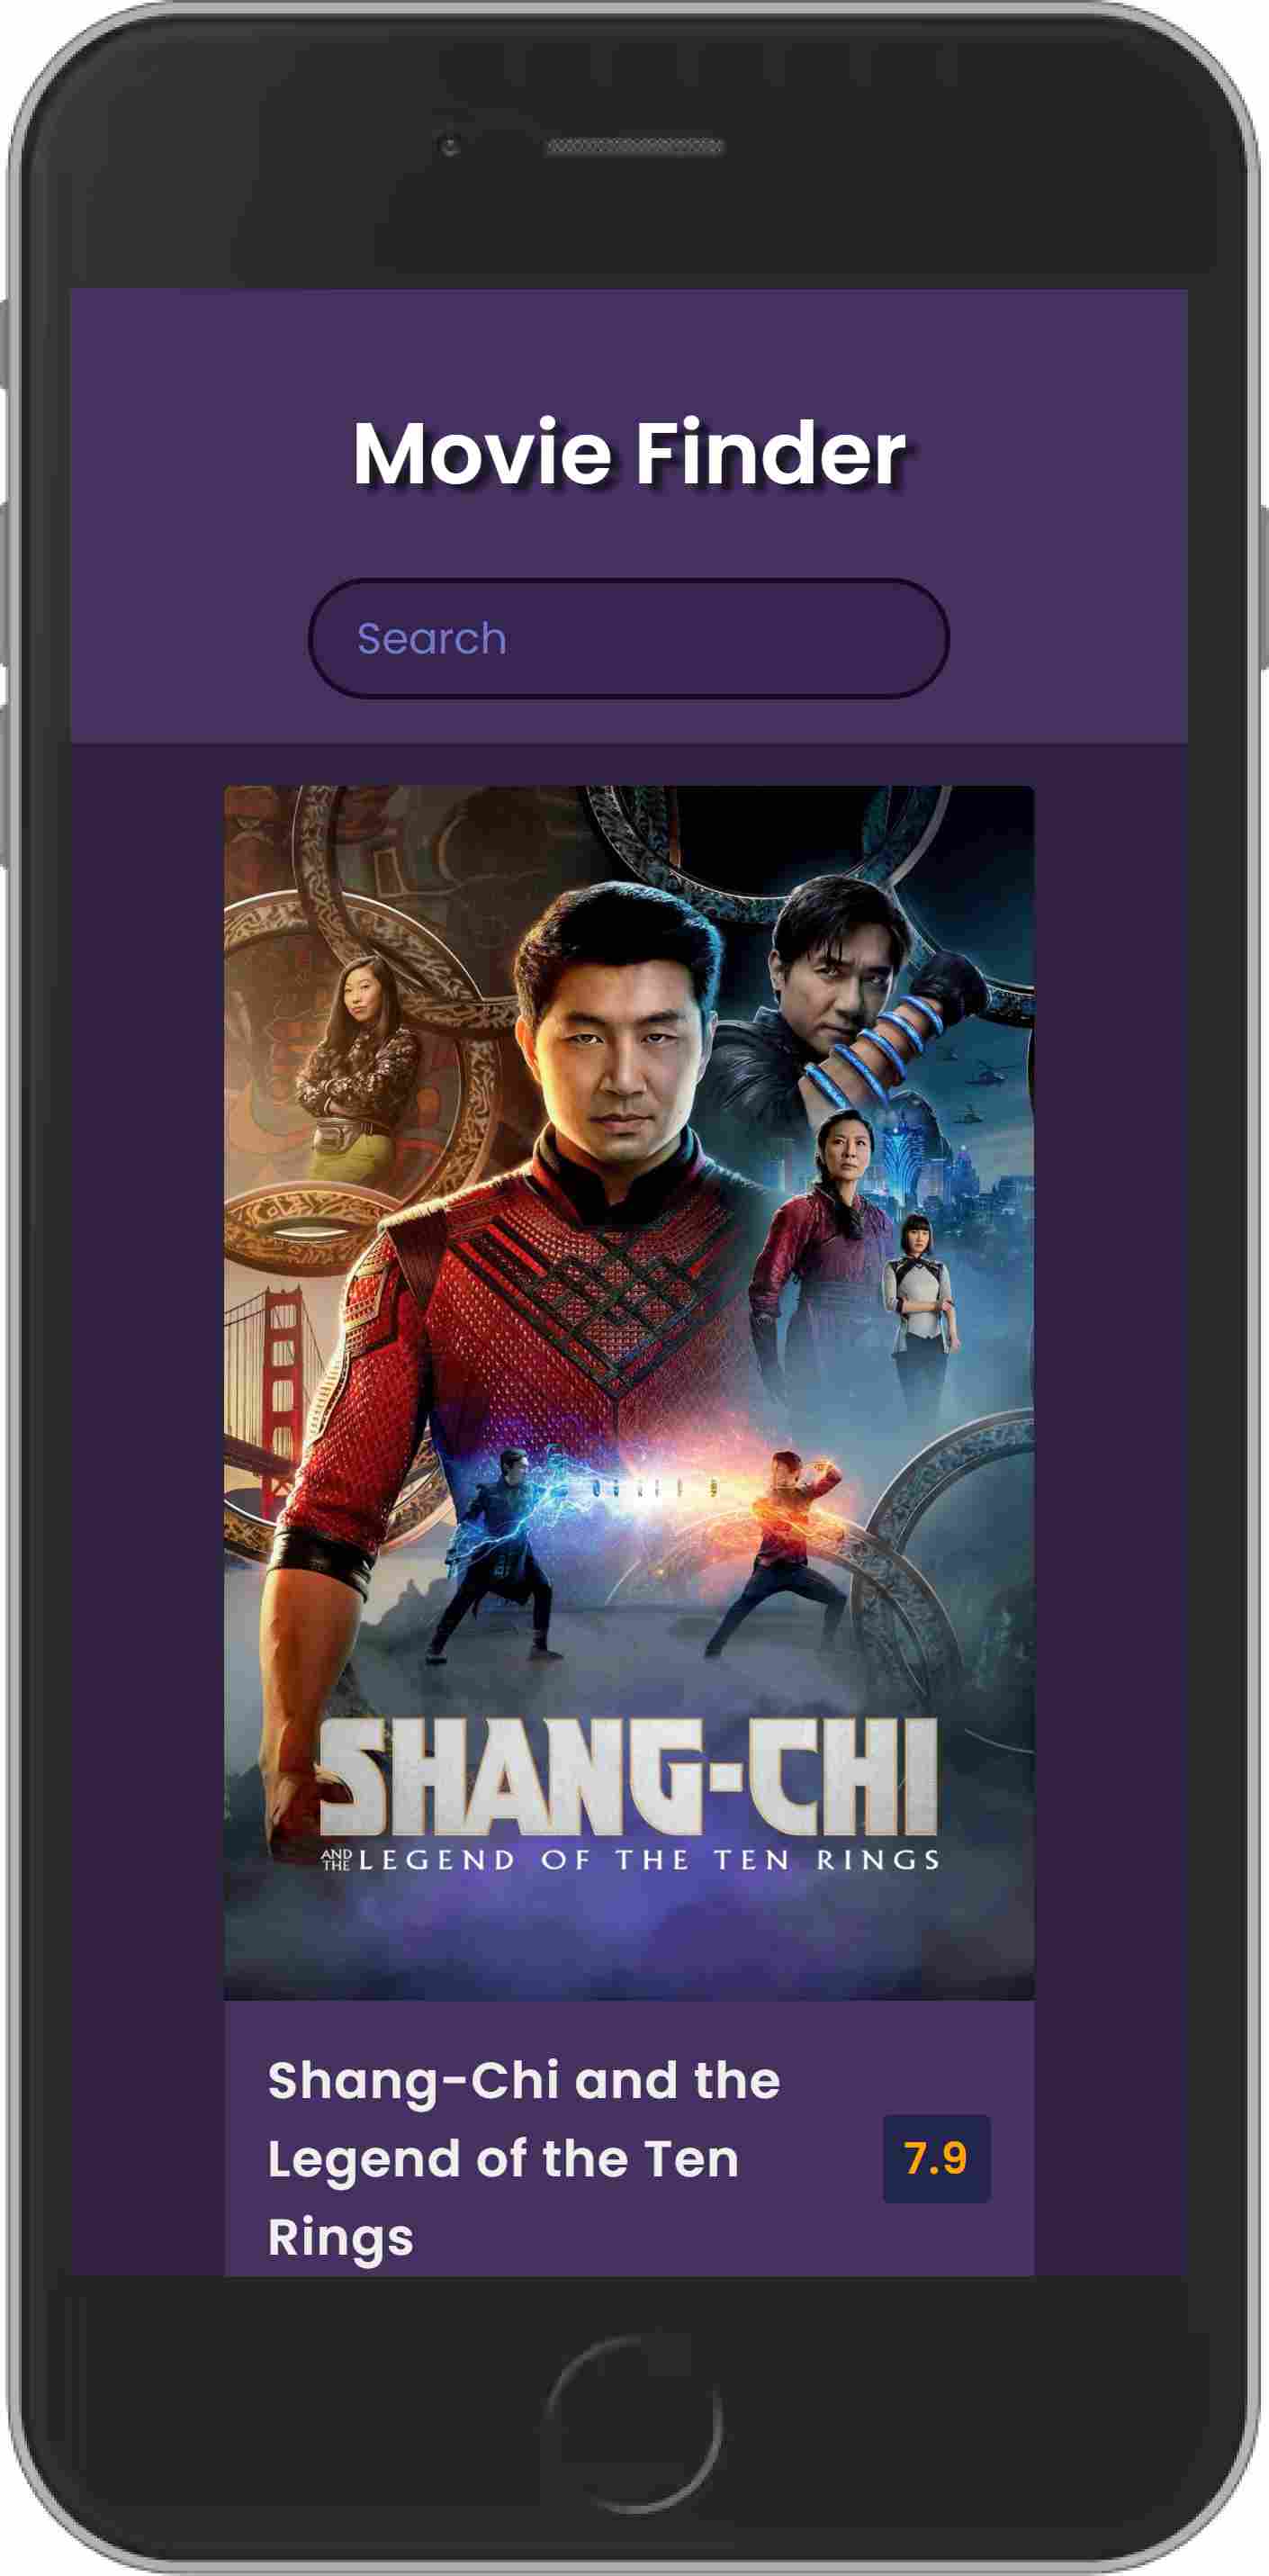 Movie Finder
Search
SHANG-CHI
AND THE LEGEND OF THE TEN RINGS
Shang-Chi and the
Legend of the Ten
Rings
7.9